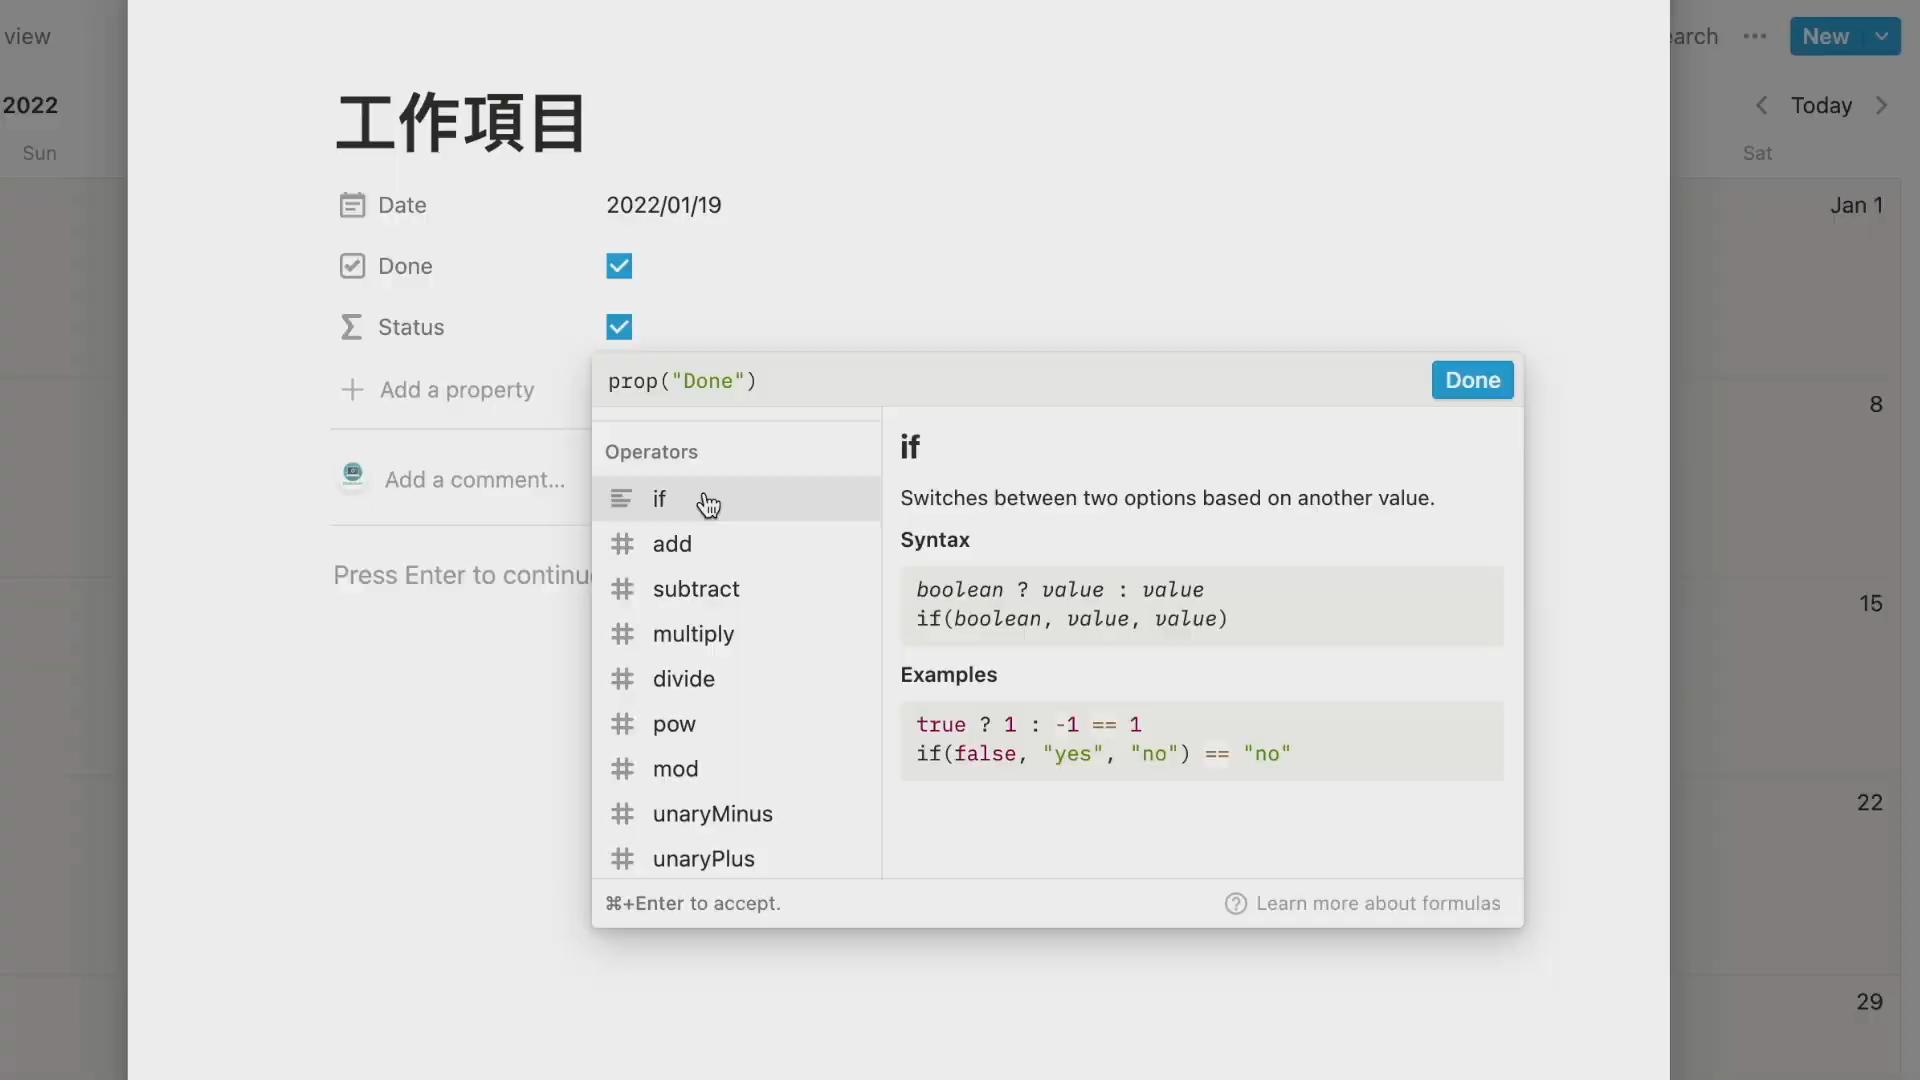 view
earch
New
2022
Today
Sun
Sat
工作項目
Date
2022/01/19
Jan 1
Done
Status
prop("Done")
Done
Add a property
8
Operators
if
Add a comment...
if
Switches between two options based on another value.
Syntax
add
Press Enter to continu
subtract
boolean ? value : value
if(boolean, value, value)
15
multiply
divide
Examples
pow
true ? 1 : -1 == 1
if(false, "yes", "no") == "no"
mod
unaryMinus
22
unaryPlus
⌘+Enter to accept.
Learn more about formulas
29